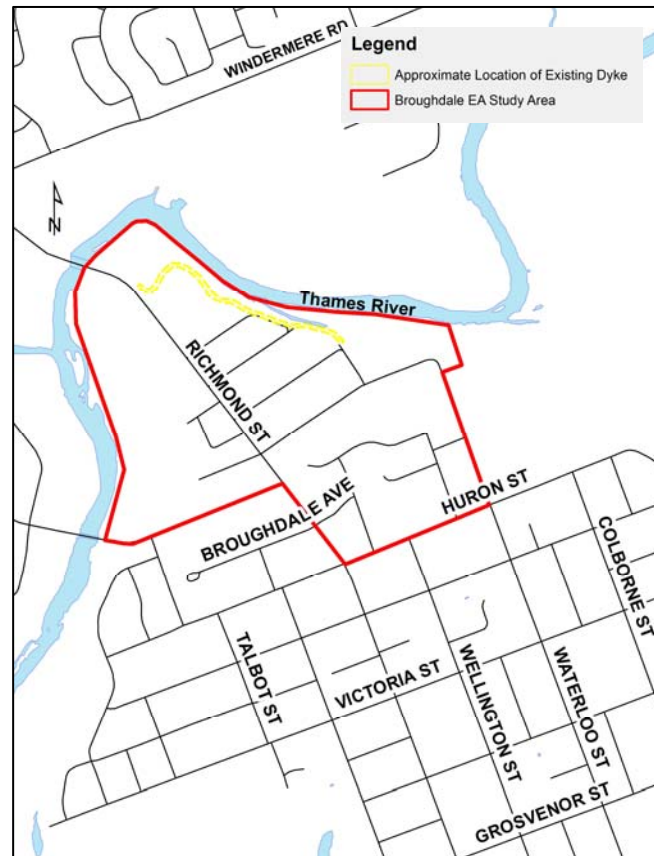 WINDERMERE RD
Legend
Approximate Location of Existing Dyke
Broughdale EA Study Area
N
Thames River
RICHMOND ST
BROUGHDALE AVE
HURON ST
COLBORNE ST
TALBOT ST
VICTORIA ST
WELLINGTON ST
WATERLOO ST
GROSVENOR ST